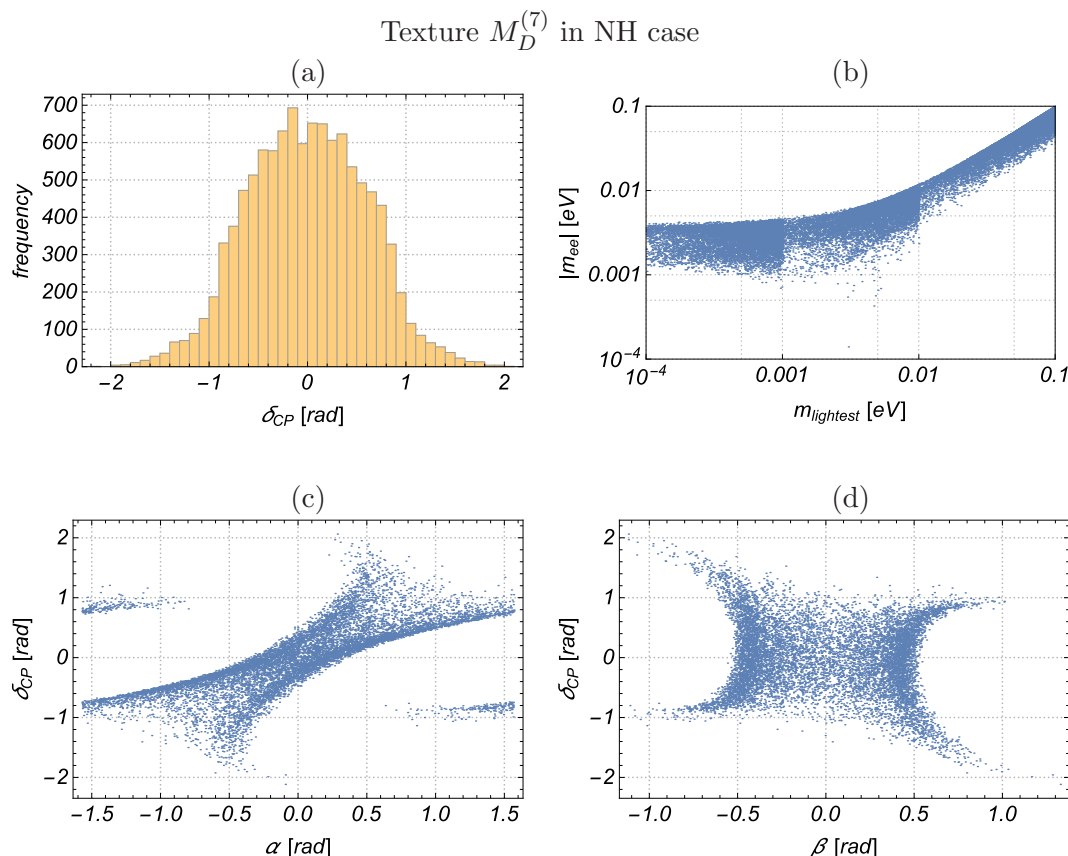 Texture M_D^{(7)} in NH case
(a)
700
600
500
400
300
200
100
0
frequency
−2 −1 0 1 2
δ_CP [rad]
(b)
0.1
0.01
0.001
10^{-4}
|m_ee| [eV]
10^{-4} 0.001 0.01 0.1
m_lightest [eV]
(c)
2
1
0
−1
−2
δ_CP [rad]
−1.5 −1.0 −0.5 0.0 0.5 1.0 1.5
α [rad]
(d)
2
1
0
−1
−2
δ_CP [rad]
−1.0 −0.5 0.0 0.5 1.0
β [rad]